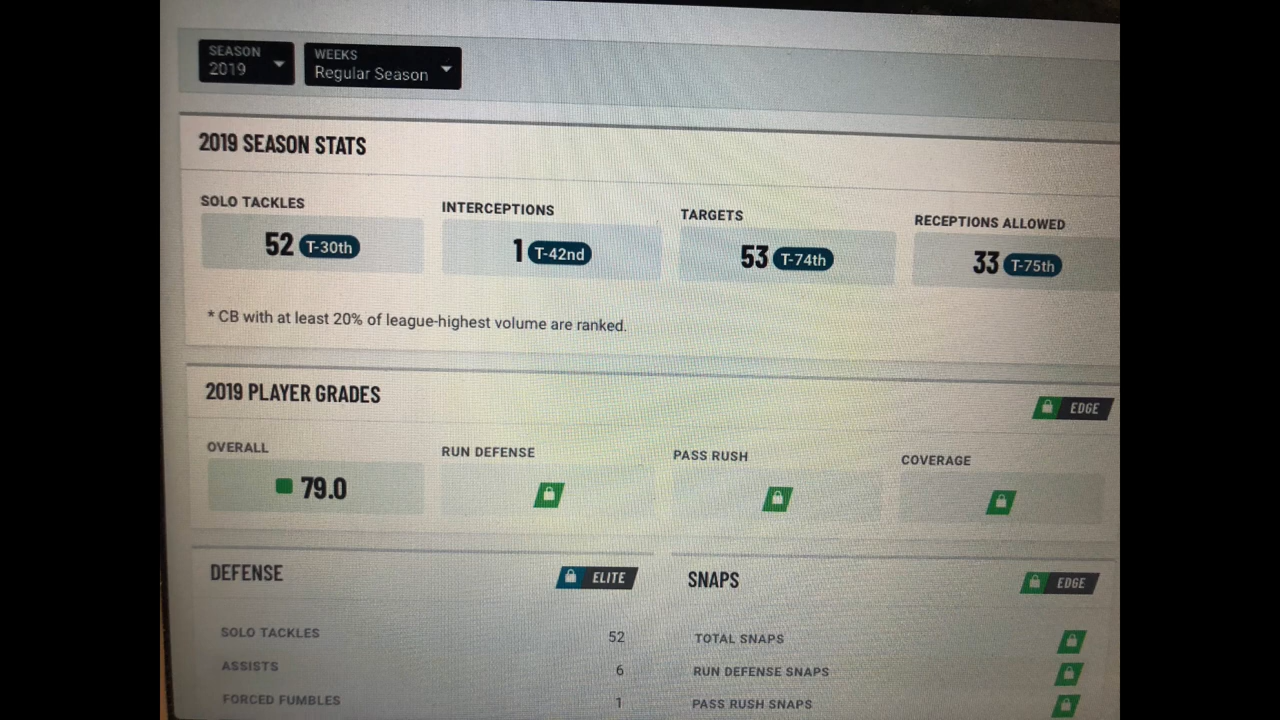 SEASON
2019
WEEKS
Regular Season
2019 SEASON STATS
SOLO TACKLES
52 T-30th
INTERCEPTIONS
1 T-42nd
TARGETS
53 T-74th
RECEPTIONS ALLOWED
33 T-75th
* CB with at least 20% of league-highest volume are ranked.
2019 PLAYER GRADES
EDGE
OVERALL
79.0
RUN DEFENSE
PASS RUSH
COVERAGE
DEFENSE
ELITE
SOLO TACKLES 52
ASSISTS 6
FORCED FUMBLES 1
SNAPS
EDGE
TOTAL SNAPS
RUN DEFENSE SNAPS
PASS RUSH SNAPS